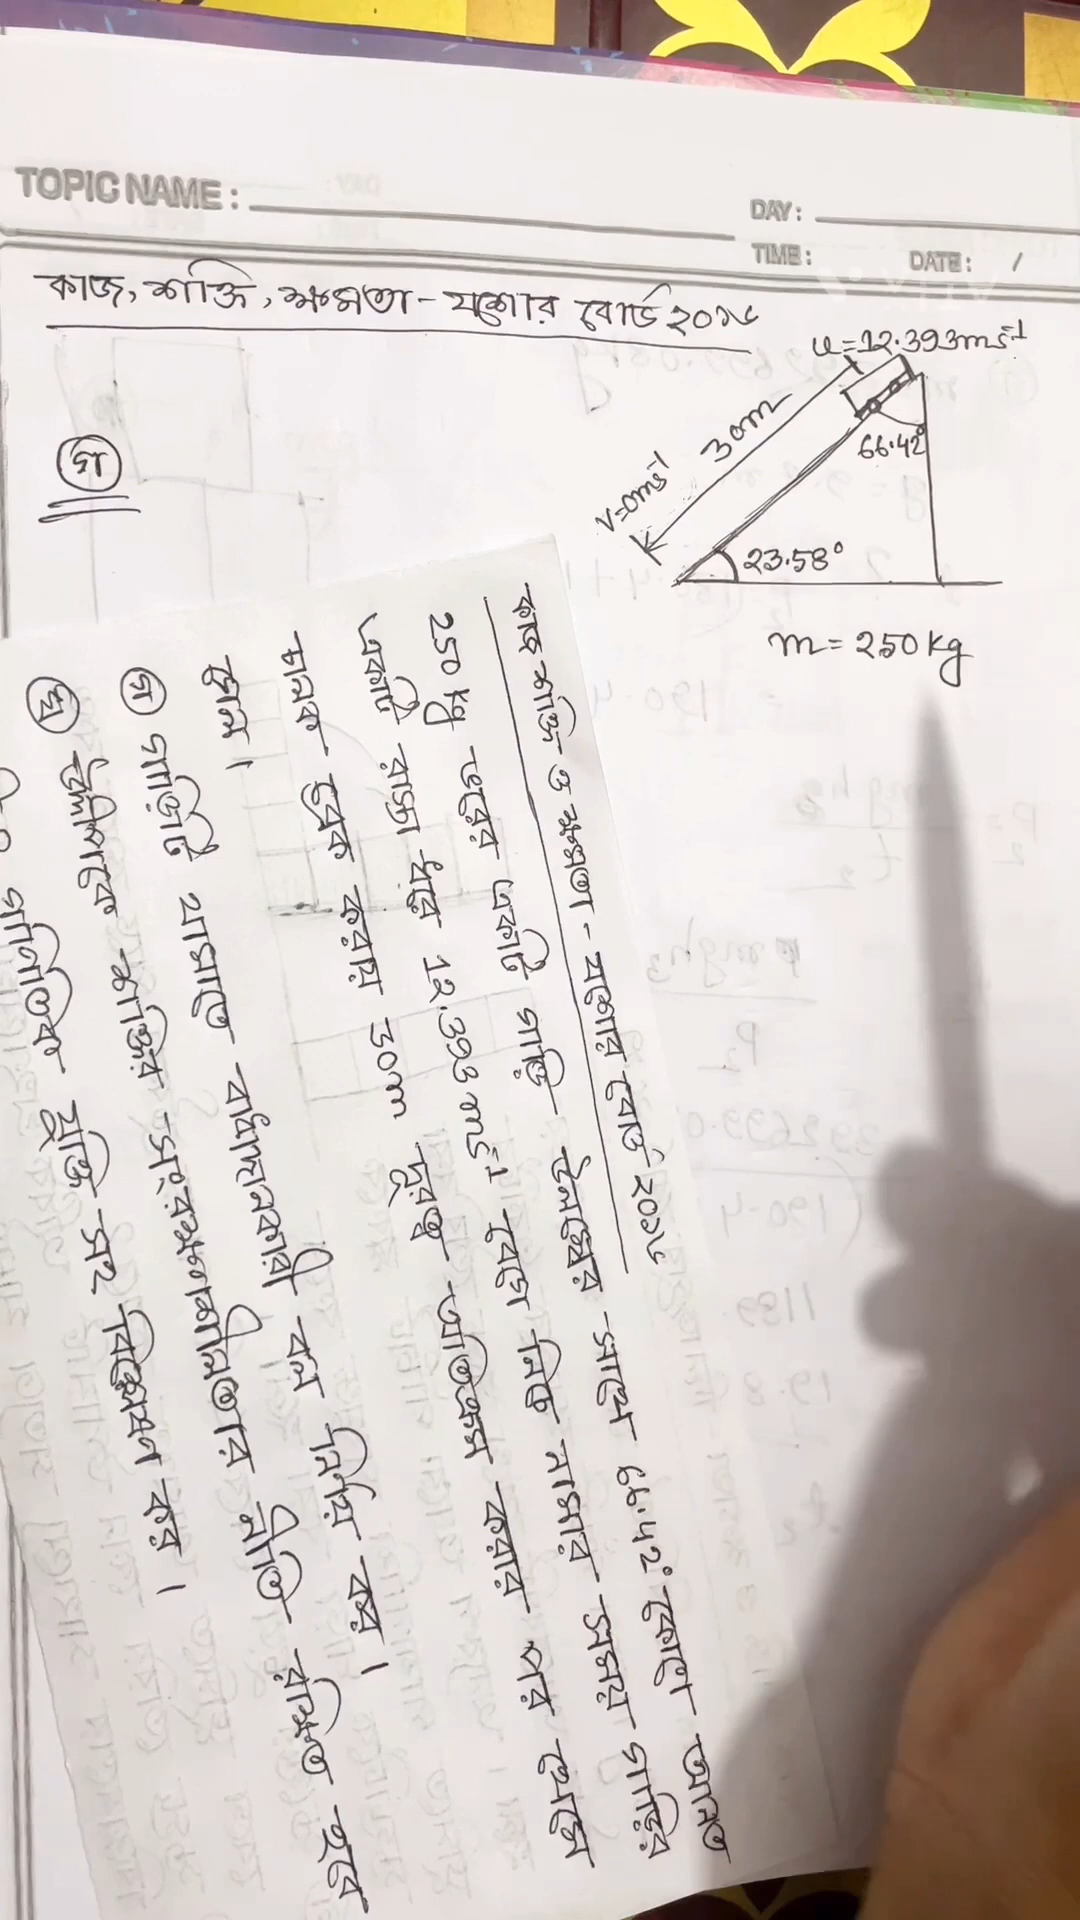 TOPIC NAME :
DAY :
TIME :
DATE : /
কাজ, শক্তি, ক্ষমতা - যশোর বোর্ড ২০১৮
u=12.393ms⁻¹
30m
v=0ms⁻¹
66.42°
23.58°
m = 250kg
গ
কাজ শক্তি ও ক্ষমতা - যশোর বোর্ড ২০১৮
250 kg ভরের একটি গাড়ি উলম্বের সাথে ৬৬.42° কোণে আনত
একটি রাস্তা ধরে 12.393 ms⁻¹ বেগে নিচে নামার সময় গাড়ির
চালক ব্রেক করায় 30m দূরত্ব অতিক্রম করার পর থেমে
গেল।
গ গাড়িটি থামাতে বাধাদানকারী বল নির্ণয় কর।
ঘ উদ্দীপকে শক্তির সংরক্ষণশীলতার নীতি রক্ষিত হবে
গাণিতিক যুক্তি সহ বিশ্লেষণ কর।